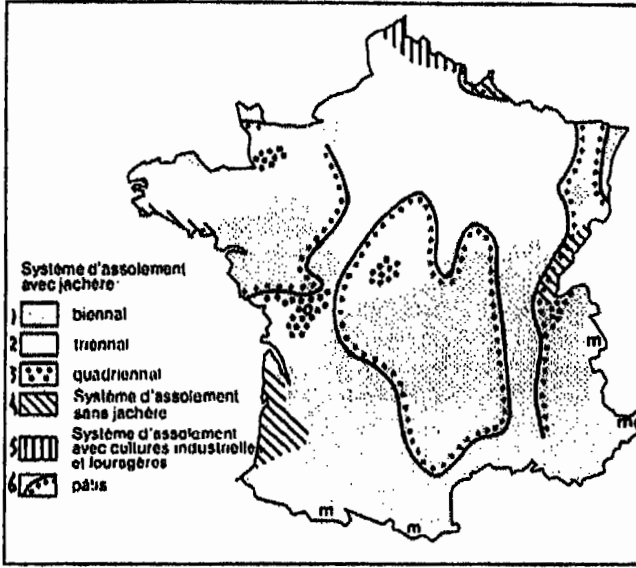 Système d'assolement
avec jachère
1 biennal
2 triennal
3 quadriennal
4 Système d'assolement
sans jachère
5 Système d'assolement
avec cultures industrielles
et fourogères
6 pâtis
m
m
m
m